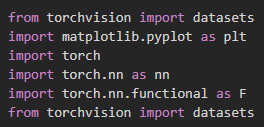 from torchvision import datasets
import matplotlib.pyplot as plt
import torch
import torch.nn as nn
import torch.nn.functional as F
from torchvision import datasets